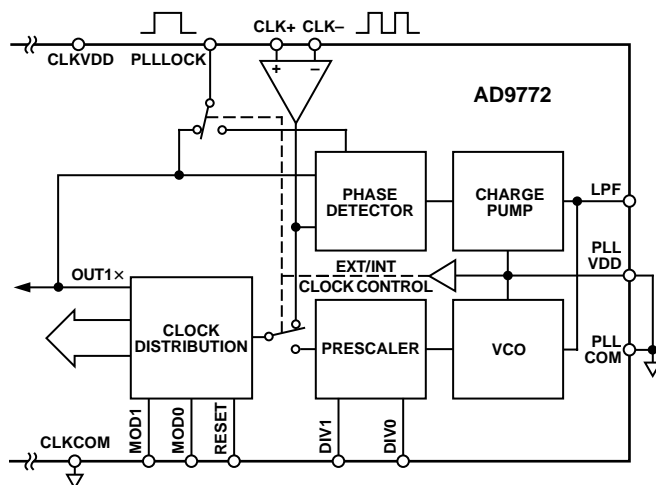 CLKVDD
PLLLOCK
CLK+ CLK–
+ –
AD9772
PHASE
DETECTOR
CHARGE
PUMP
LPF
PLL
VDD
OUT1×
EXT/INT
CLOCK CONTROL
CLOCK
DISTRIBUTION
PRESCALER
VCO
PLL
COM
CLKCOM
MOD1
MOD0
RESET
DIV1
DIV0